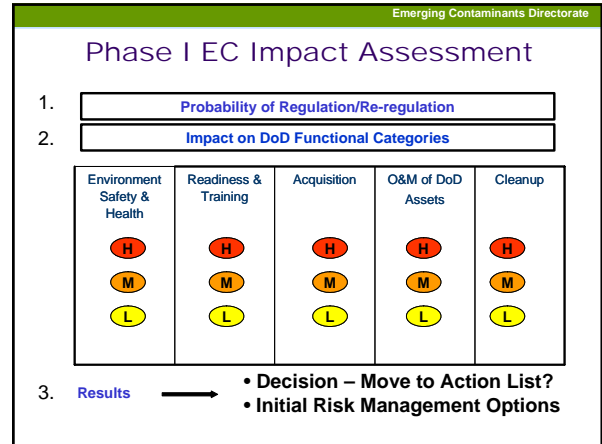 Emerging Contaminants Directorate
Phase I EC Impact Assessment
1. Probability of Regulation/Re-regulation
2. Impact on DoD Functional Categories
Environment Safety & Health
Readiness & Training
Acquisition
O&M of DoD Assets
Cleanup
H H H H H
M M M M M
L L L L L
3. Results
• Decision – Move to Action List?
• Initial Risk Management Options